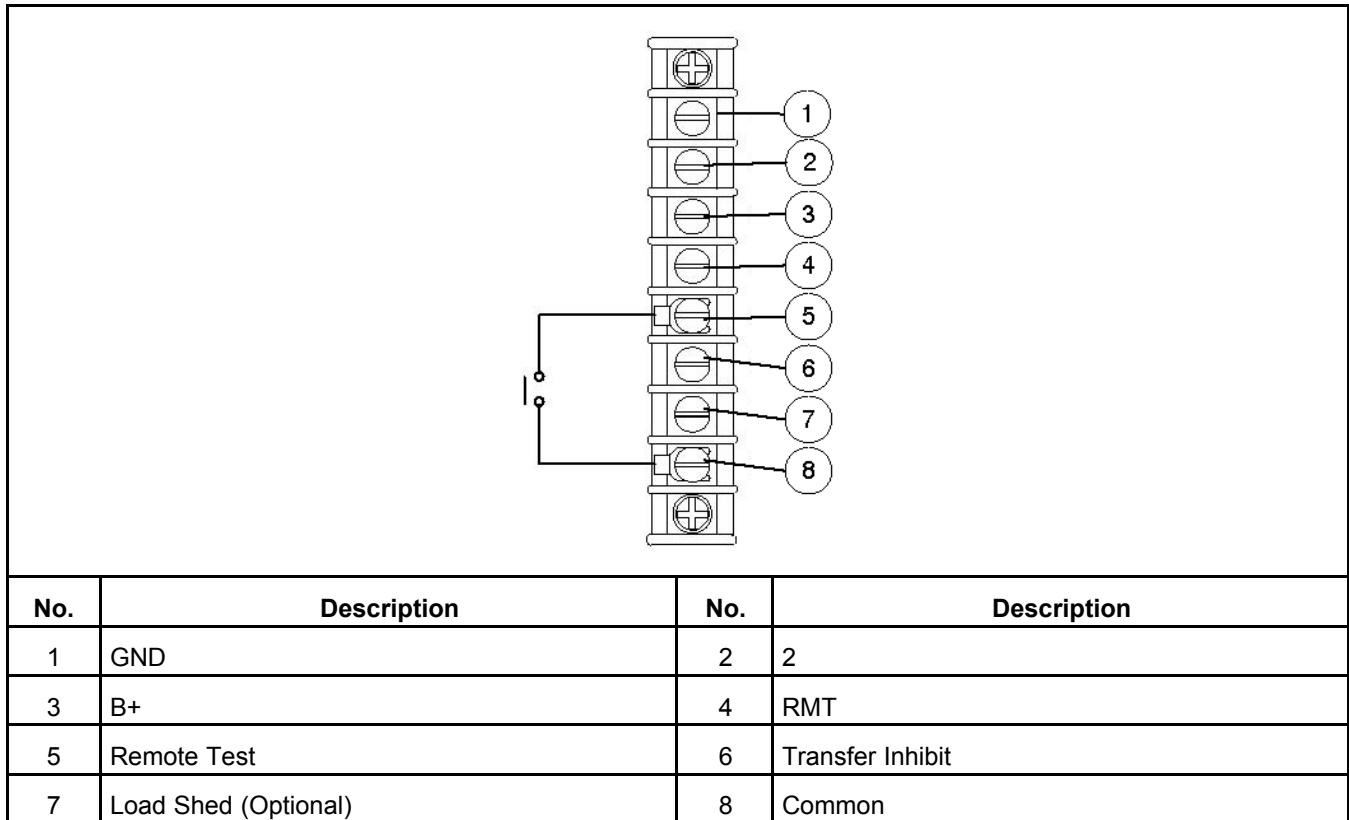 1
2
3
4
5
6
7
8
No. Description No. Description
1 GND 2 2
3 B+ 4 RMT
5 Remote Test 6 Transfer Inhibit
7 Load Shed (Optional) 8 Common